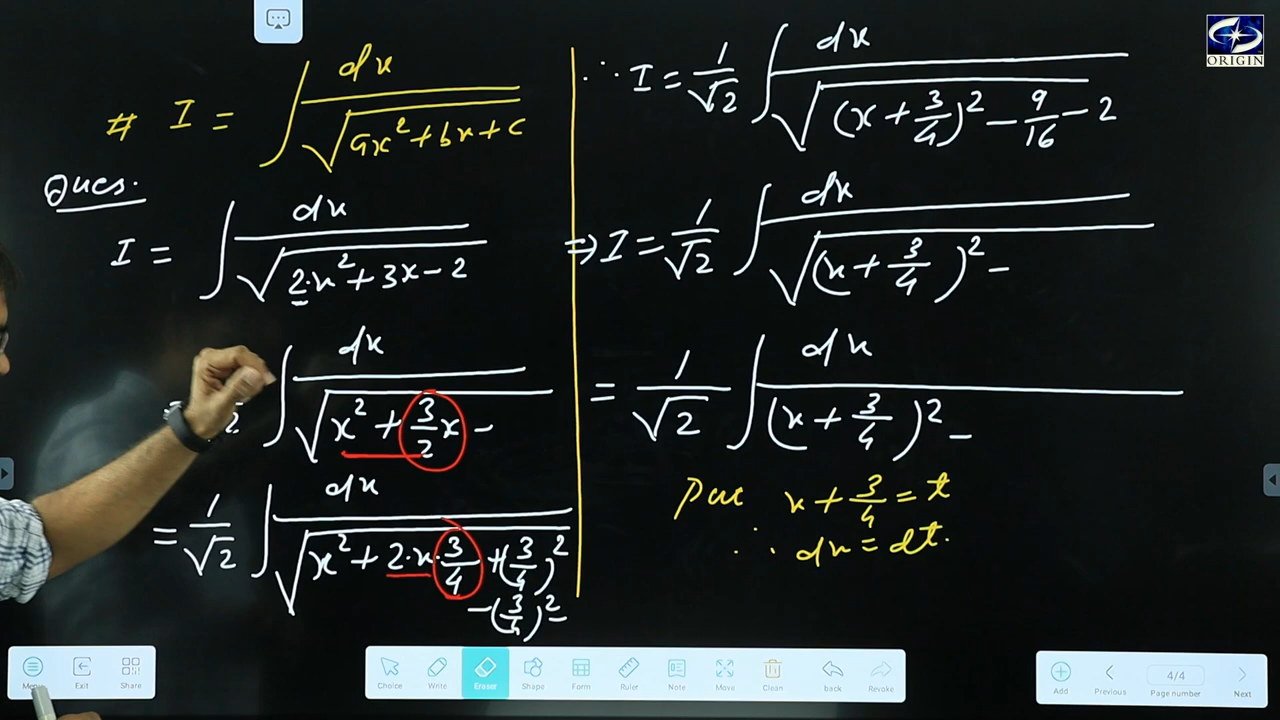 # I = ∫ dx / √(ax² + bx + c)
Ques.
I = ∫ dx / √(2·x² + 3x - 2)
√2 ∫ dx / √(x² + 3/2 x -
= 1/√2 ∫ dx / √(x² + 2·x·3/4 + (3/4)²
-(3/4)² -
∴ I = 1/√2 ∫ dx / √((x + 3/4)² - 9/16 - 2
⇒ I = 1/√2 ∫ dx / √((x + 3/4)² -
= 1/√2 ∫ dx / (x + 3/4)² -
Put x + 3/4 = t
∴ dx = dt.
ORIGIN
Menu
Exit
Share
Choice
Write
Eraser
Shape
Form
Ruler
Note
Move
Clean
back
Revoke
Add
Previous
4/4
Page number
Next